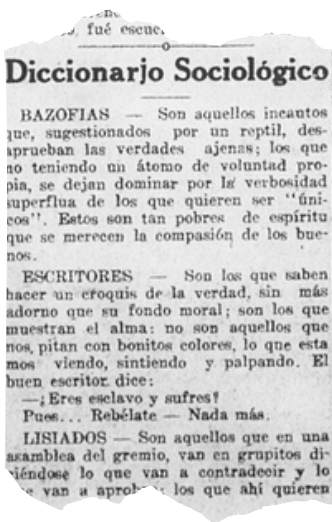 fué escu
Diccionarjo Sociológico
BAZOFIAS — Son aquellos incautos
que, sugestionados por un reptil, des-
aprueban las verdades ajenas; los que
no teniendo un átomo de voluntad pro-
pia, se dejan dominar por la verbosidad
superflua de los que quieren ser "úni-
cos". Estos son tan pobres de espíritu
que se merecen la compasión de los bue-
nos.
ESCRITORES — Son los que saben
hacer un croquis de la verdad, sin más
adorno que su fondo moral; son los que
muestran el alma: no son aquellos que
nos, pitan con bonitos colores, lo que esta
mos viendo, sintiendo y palpando. El
buen escritor dice:
—¡Eres esclavo y sufres?
Pues... Rebélate — Nada más.
LISIADOS — Son aquellos que en una
asamblea del gremio, van en grupitos di-
ciéndose lo que van a contradecir y lo
van a aprobar; los que ahí quieren